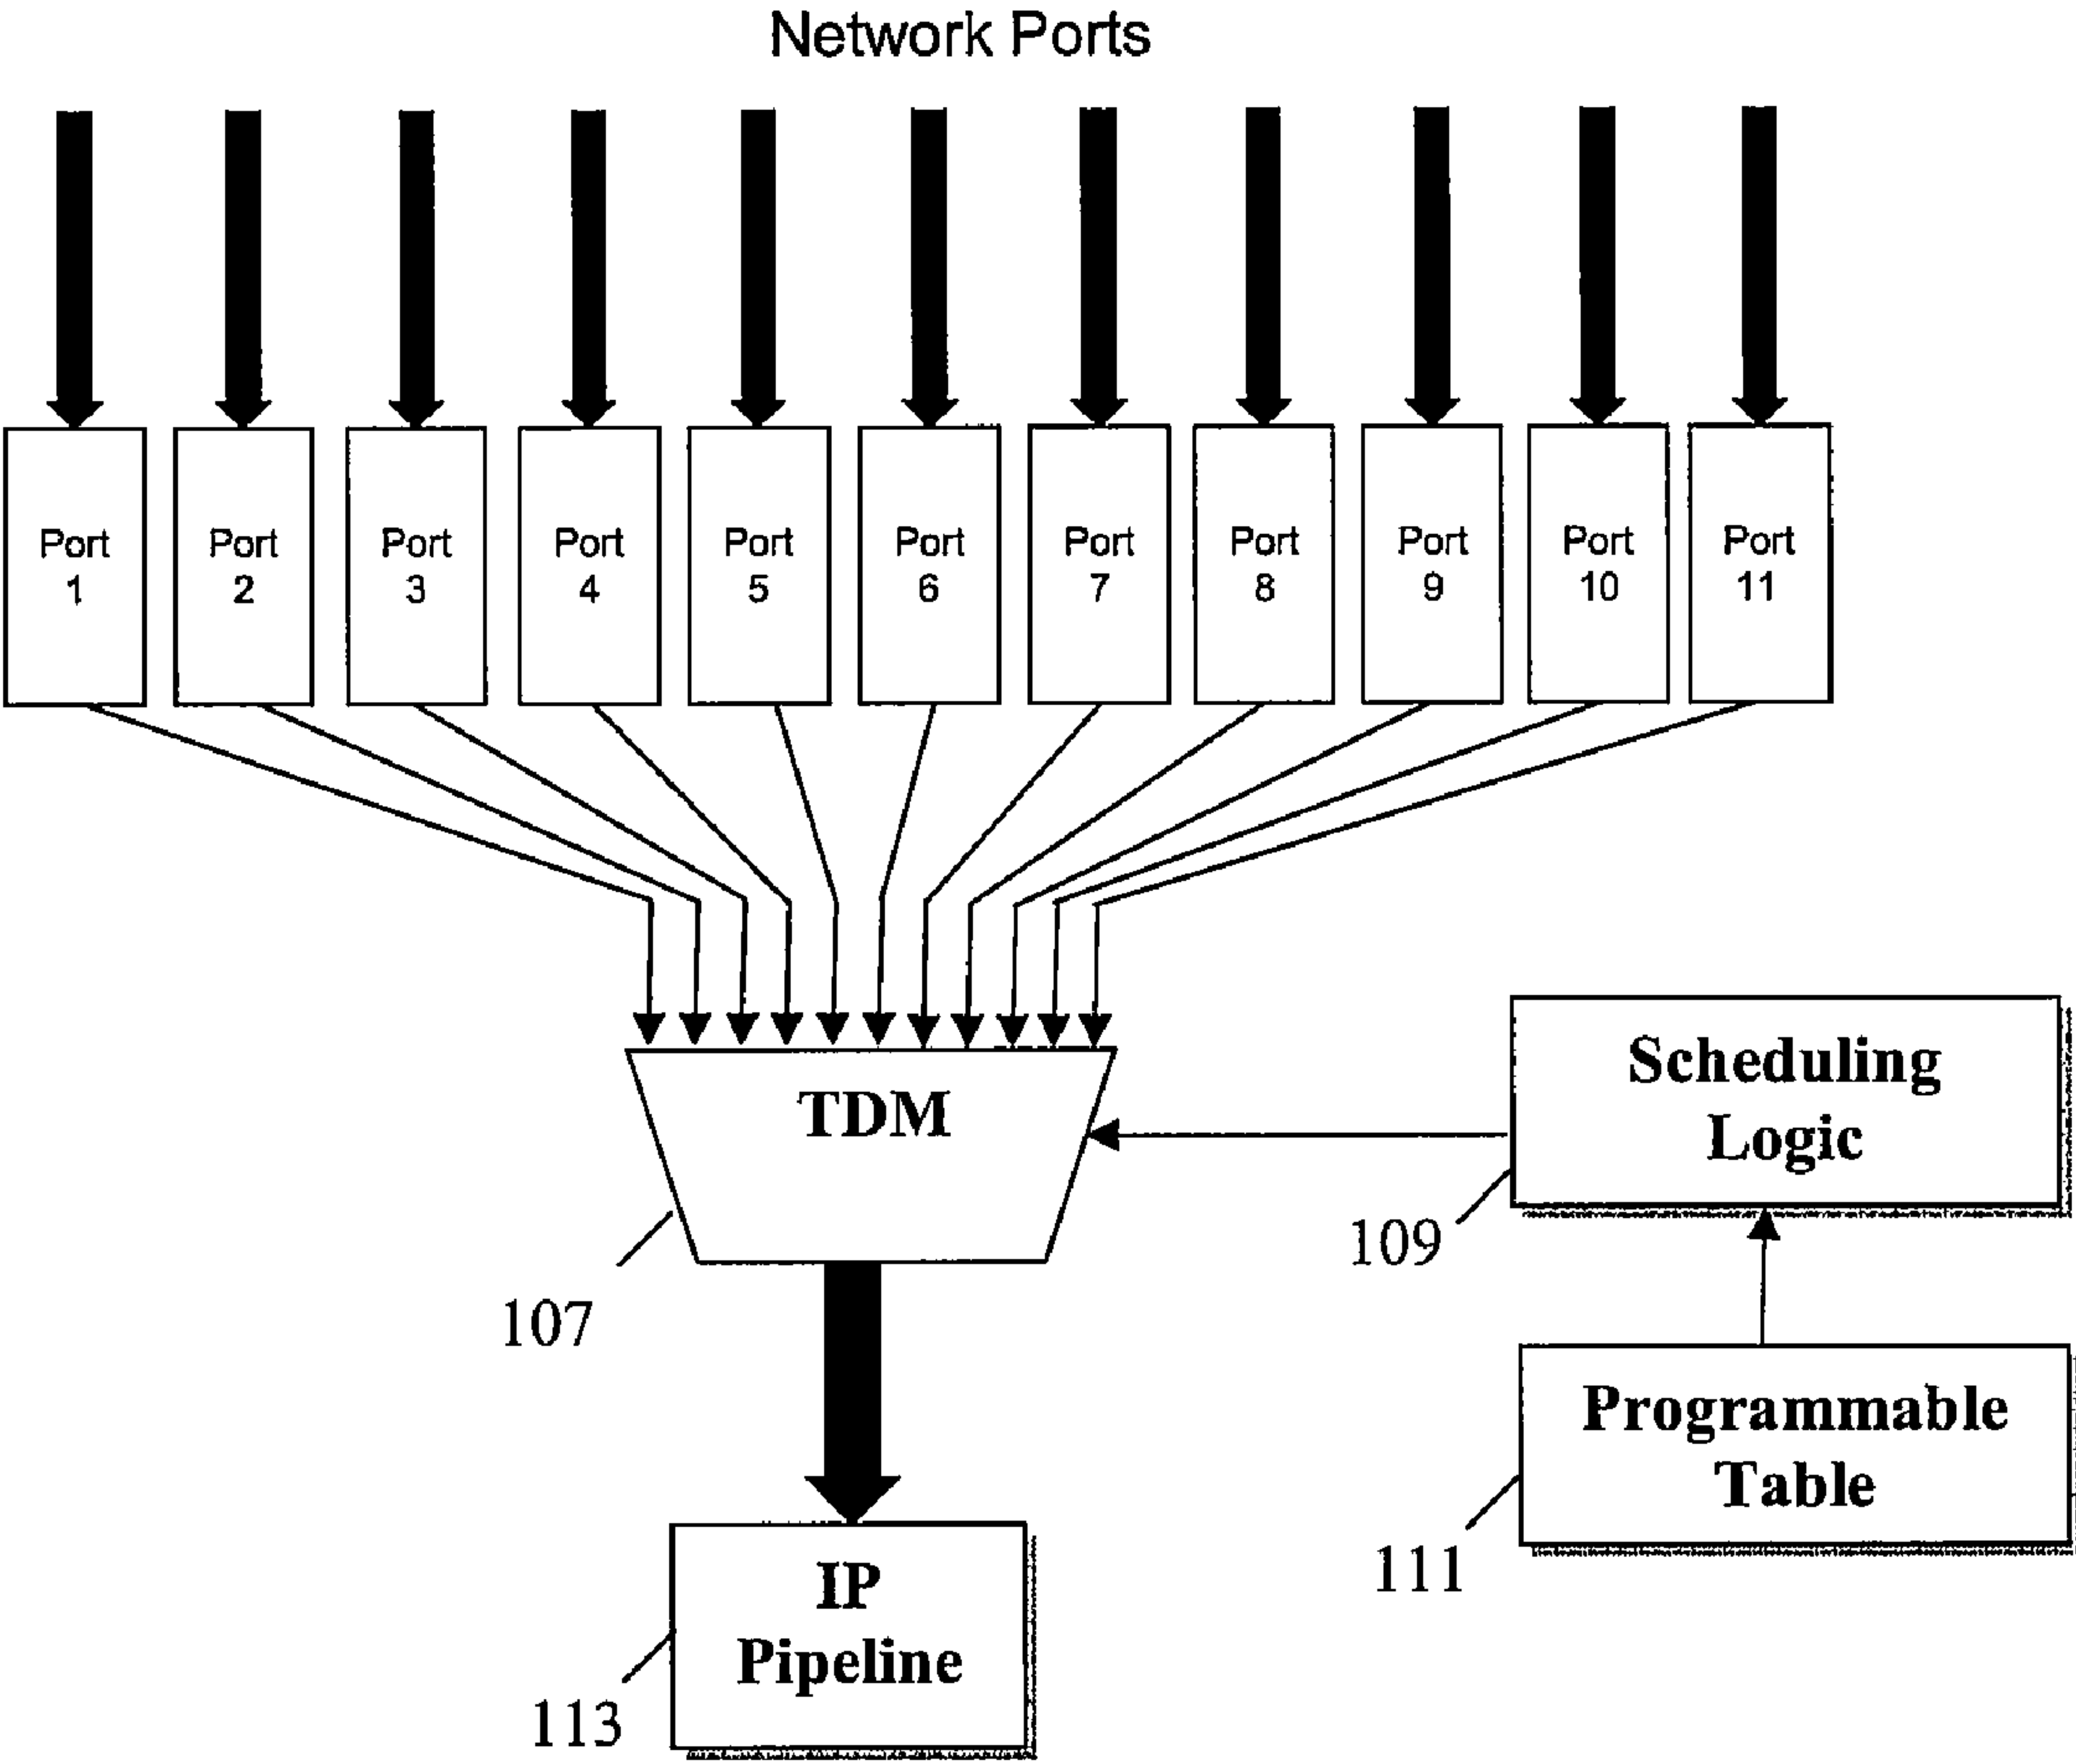 Network Ports
Port
1
Port
2
Port
3
Port
4
Port
5
Port
6
Port
7
Port
8
Port
9
Port
10
Port
11
TDM
Scheduling
Logic
109
107
Programmable
Table
111
IP
Pipeline
113